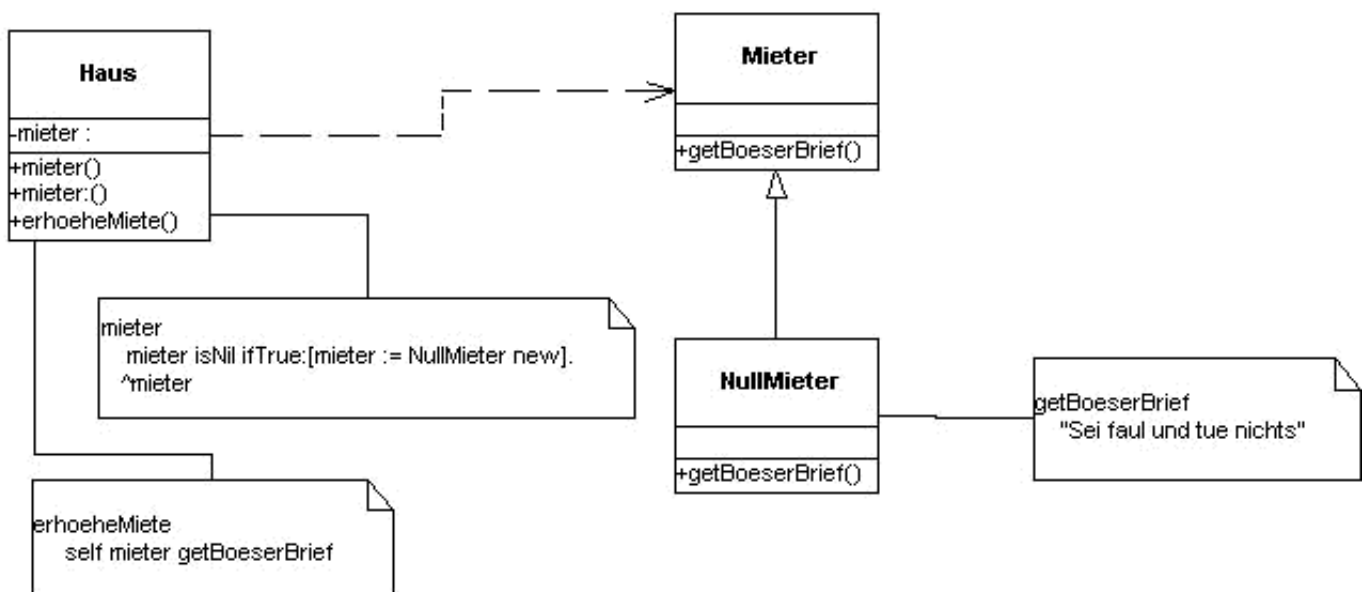 Haus
-mieter :
+mieter()
+mieter:()
+erhoeheMiete()
Mieter
+getBoeserBrief()
mieter
mieter isNil ifTrue:[mieter := NullMieter new].
^mieter
erhoeheMiete
self mieter getBoeserBrief
NullMieter
+getBoeserBrief()
getBoeserBrief
"Sei faul und tue nichts"